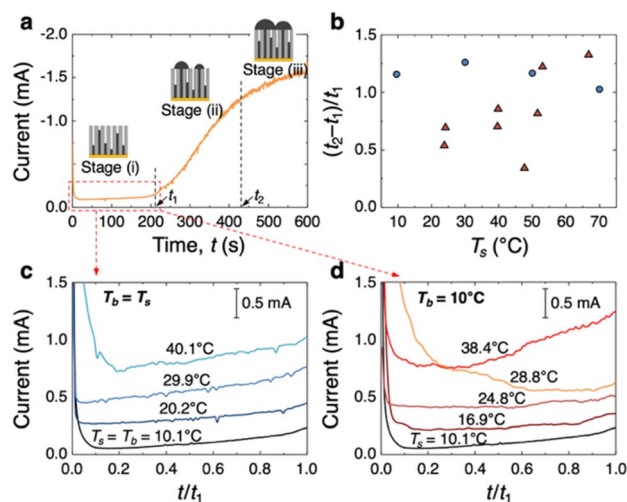 a
-2.0
-1.5
-1.0
-0.5
0.0
Current (mA)
Stage (i)
Stage (ii)
Stage (iii)
t₁
t₂
0 200 400 600
Time, t (s)
b
1.5
1.0
0.5
0.0
(t₂–t₁)/t₁
10 20 30 40 50 60 70
Tₛ (°C)
c
1.5
1.0
0.5
0.0
Current (mA)
T_b = Tₛ
0.5 mA
40.1°C
29.9°C
20.2°C
Tₛ = T_b = 10.1°C
0.0 0.2 0.4 0.6 0.8 1.0
t/t₁
d
1.5
1.0
0.5
0.0
Current (mA)
T_b = 10°C
0.5 mA
38.4°C
28.8°C
24.8°C
16.9°C
Tₛ = 10.1°C
0.0 0.2 0.4 0.6 0.8 1.0
t/t₁